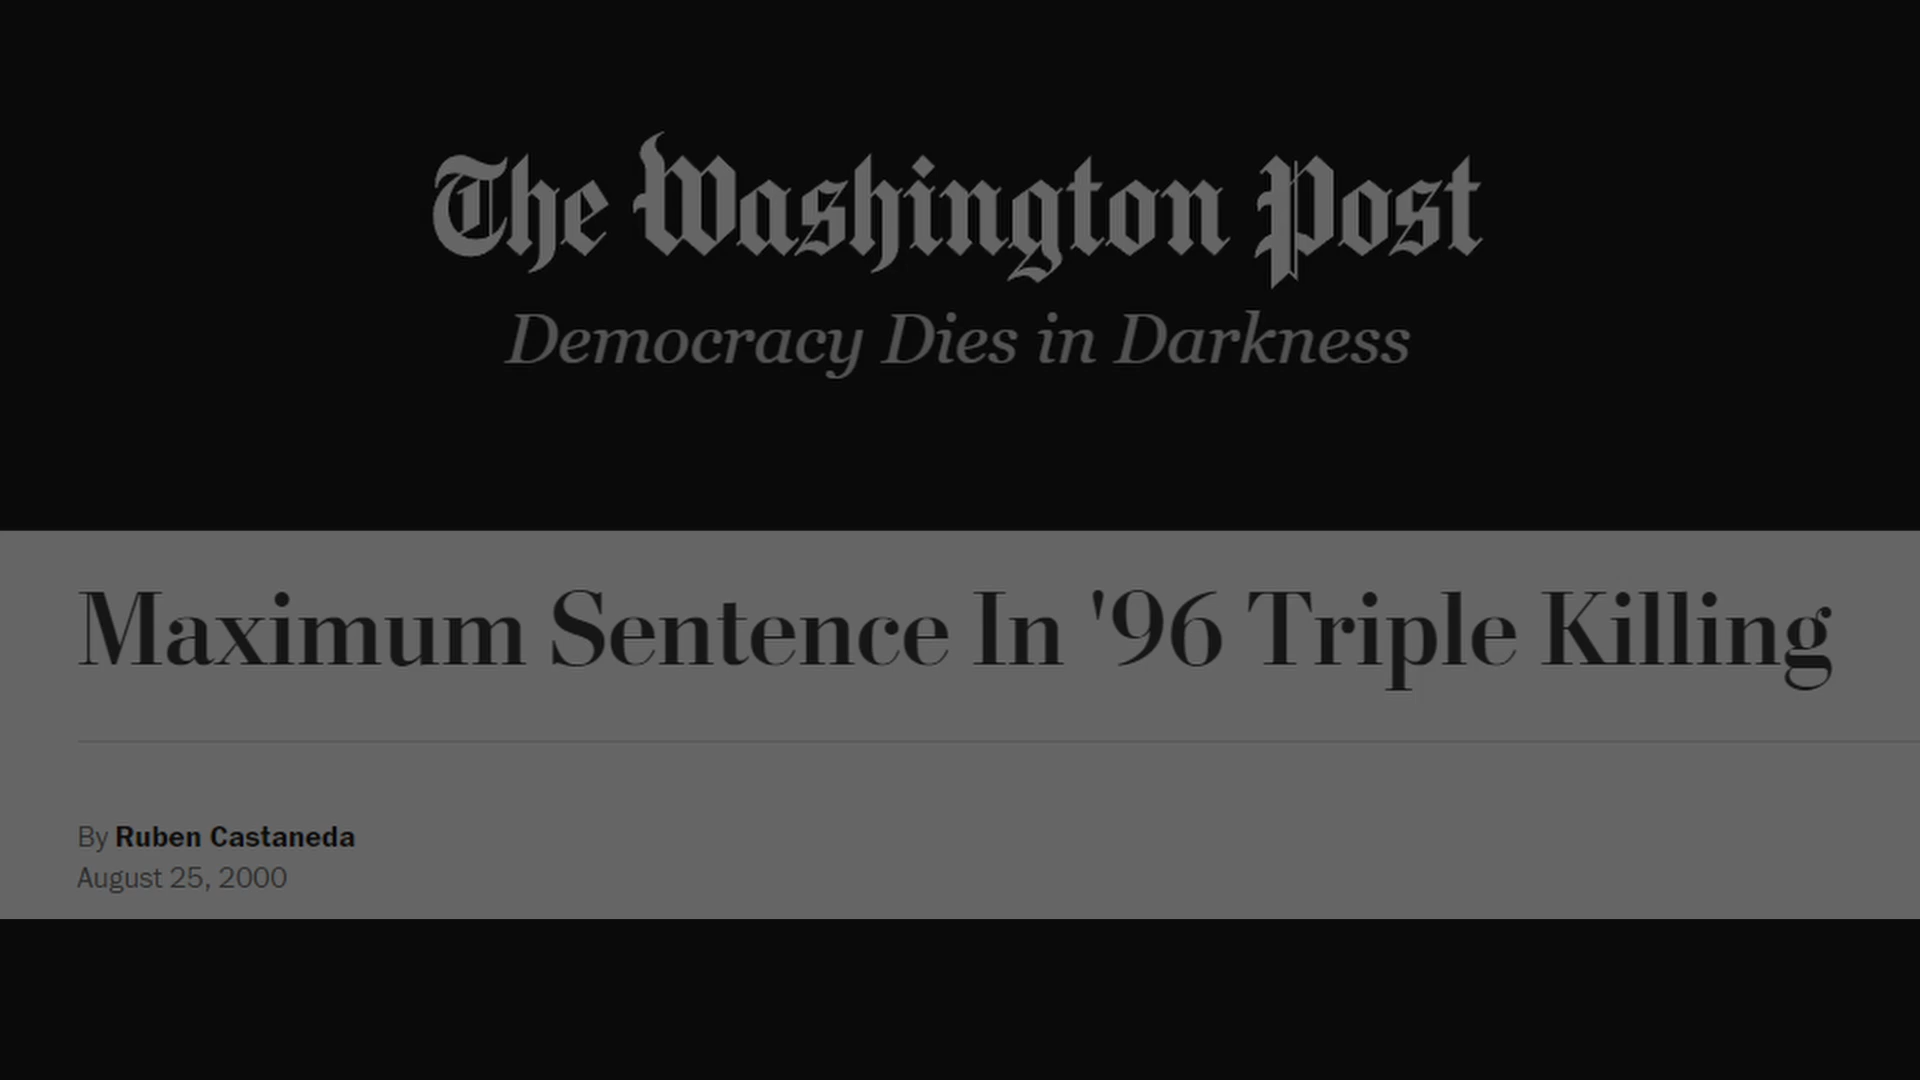 The Washington Post
Democracy Dies in Darkness
Maximum Sentence In '96 Triple Killing
By Ruben Castaneda
August 25, 2000